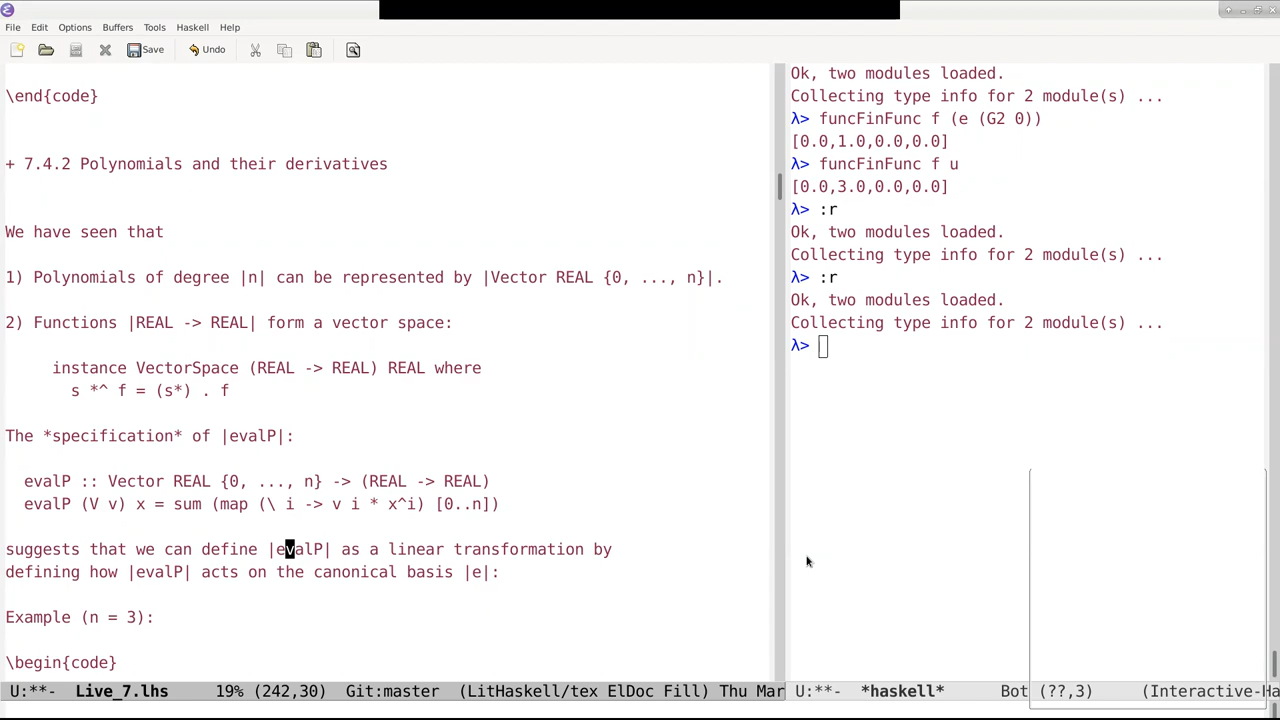 File Edit Options Buffers Tools Haskell Help
Save Undo
\end{code}
+ 7.4.2 Polynomials and their derivatives
We have seen that
1) Polynomials of degree |n| can be represented by |Vector REAL {0, ..., n}|.
2) Functions |REAL -> REAL| form a vector space:
instance VectorSpace (REAL -> REAL) REAL where
s *^ f = (s*) . f
The *specification* of |evalP|:
evalP :: Vector REAL {0, ..., n} -> (REAL -> REAL)
evalP (V v) x = sum (map (\ i -> v i * x^i) [0..n])
suggests that we can define |evalP| as a linear transformation by
defining how |evalP| acts on the canonical basis |e|:
Example (n = 3):
\begin{code}
U:**- Live_7.lhs 19% (242,30) Git:master (LitHaskell/tex ElDoc Fill) Thu Mar
Ok, two modules loaded.
Collecting type info for 2 module(s) ...
λ> funcFinFunc f (e (G2 0))
[0.0,1.0,0.0,0.0]
λ> funcFinFunc f u
[0.0,3.0,0.0,0.0]
λ> :r
Ok, two modules loaded.
Collecting type info for 2 module(s) ...
λ> :r
Ok, two modules loaded.
Collecting type info for 2 module(s) ...
λ>
U:**- *haskell* Bot (??,3) (Interactive-Ha